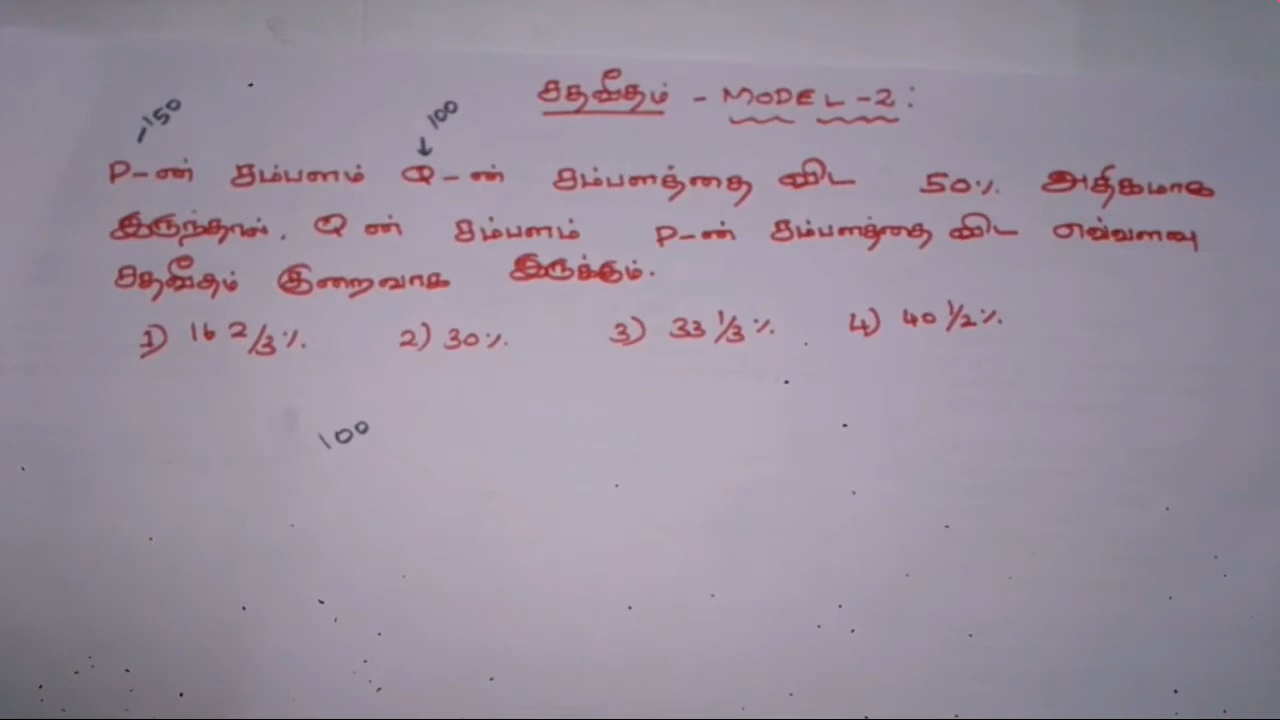 சதவீதம் - MODEL-2:
-150
100
P-ன் சம்பளம் Q-ன் சம்பளத்தை விட 50% அதிகமாக
இருந்தால். Q ன் சம்பளம் P-ன் சம்பளத்தை விட எவ்வளவு
சதவீதம் குறைவாக இருக்கும்.
1) 16 2/3% 2) 30% 3) 33 1/3% 4) 40 1/2%
100